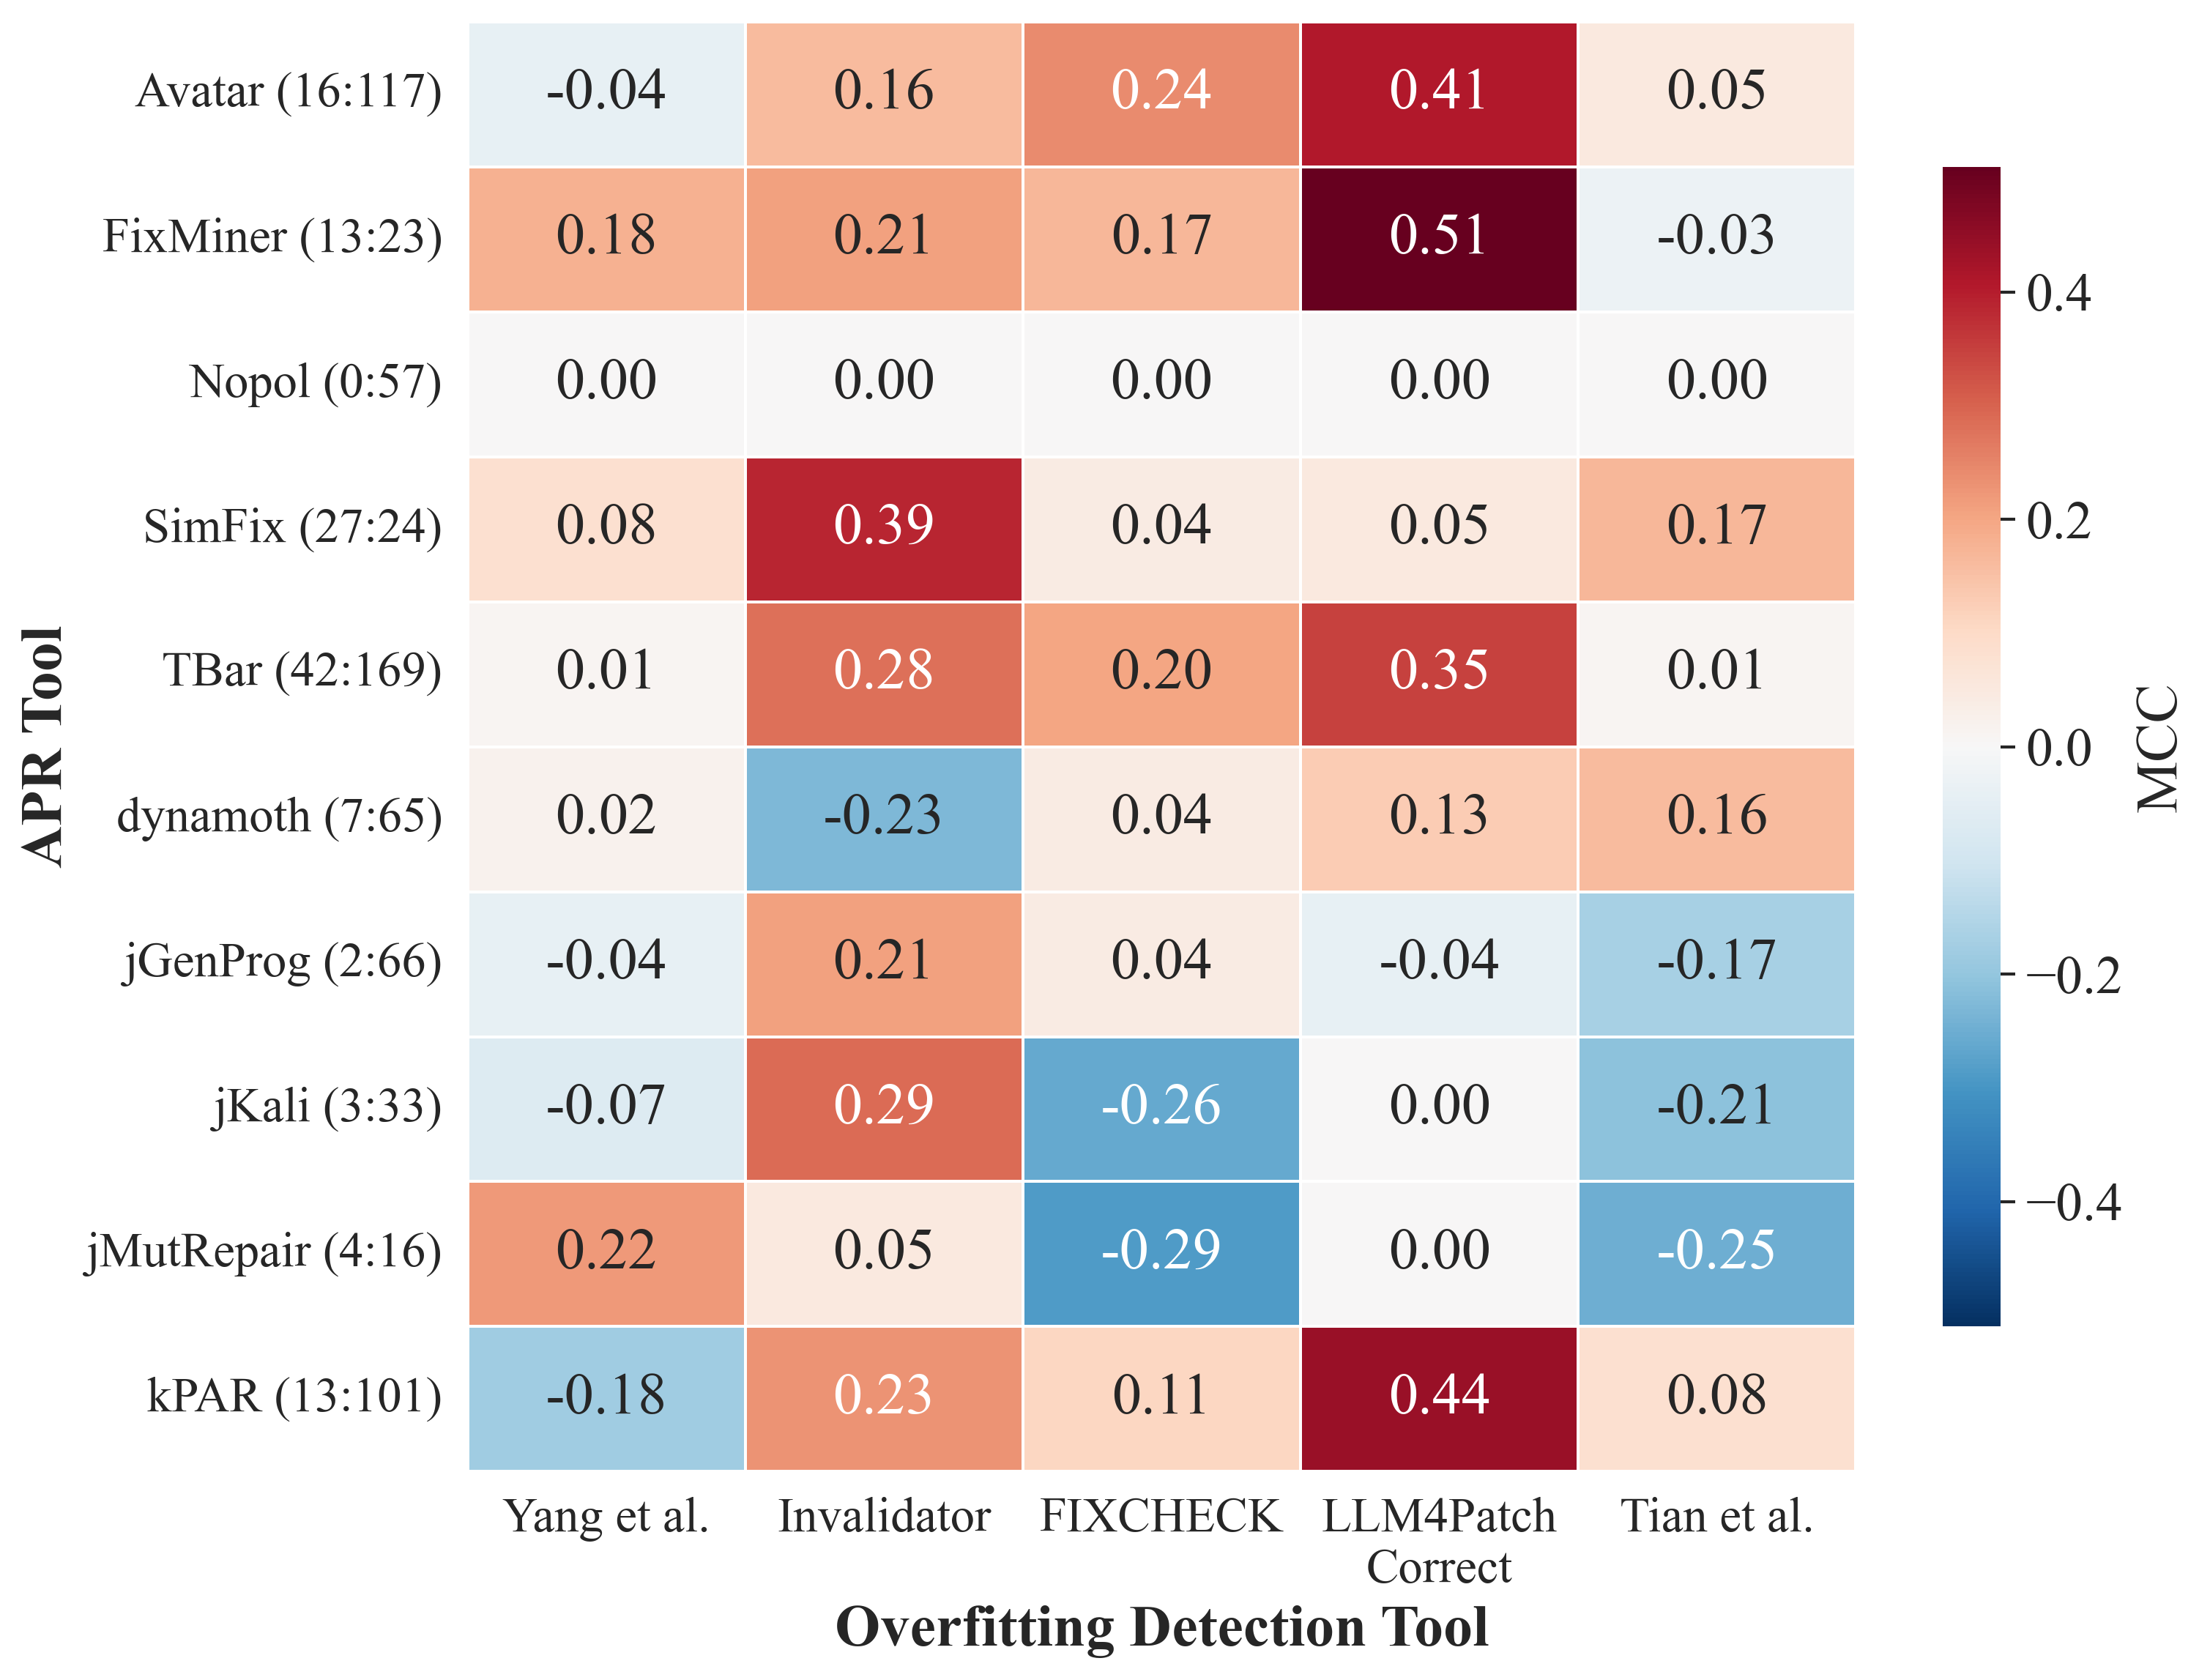 Avatar (16:117) -0.04 0.16 0.24 0.41 0.05
FixMiner (13:23) 0.18 0.21 0.17 0.51 -0.03
Nopol (0:57) 0.00 0.00 0.00 0.00 0.00
SimFix (27:24) 0.08 0.39 0.04 0.05 0.17
TBar (42:169) 0.01 0.28 0.20 0.35 0.01
dynamoth (7:65) 0.02 -0.23 0.04 0.13 0.16
jGenProg (2:66) -0.04 0.21 0.04 -0.04 -0.17
jKali (3:33) -0.07 0.29 -0.26 0.00 -0.21
jMutRepair (4:16) 0.22 0.05 -0.29 0.00 -0.25
kPAR (13:101) -0.18 0.23 0.11 0.44 0.08
Yang et al. Invalidator FIXCHECK LLM4Patch Tian et al.
Correct
Overfitting Detection Tool
APR Tool
0.4
0.2
0.0
−0.2
−0.4
MCC